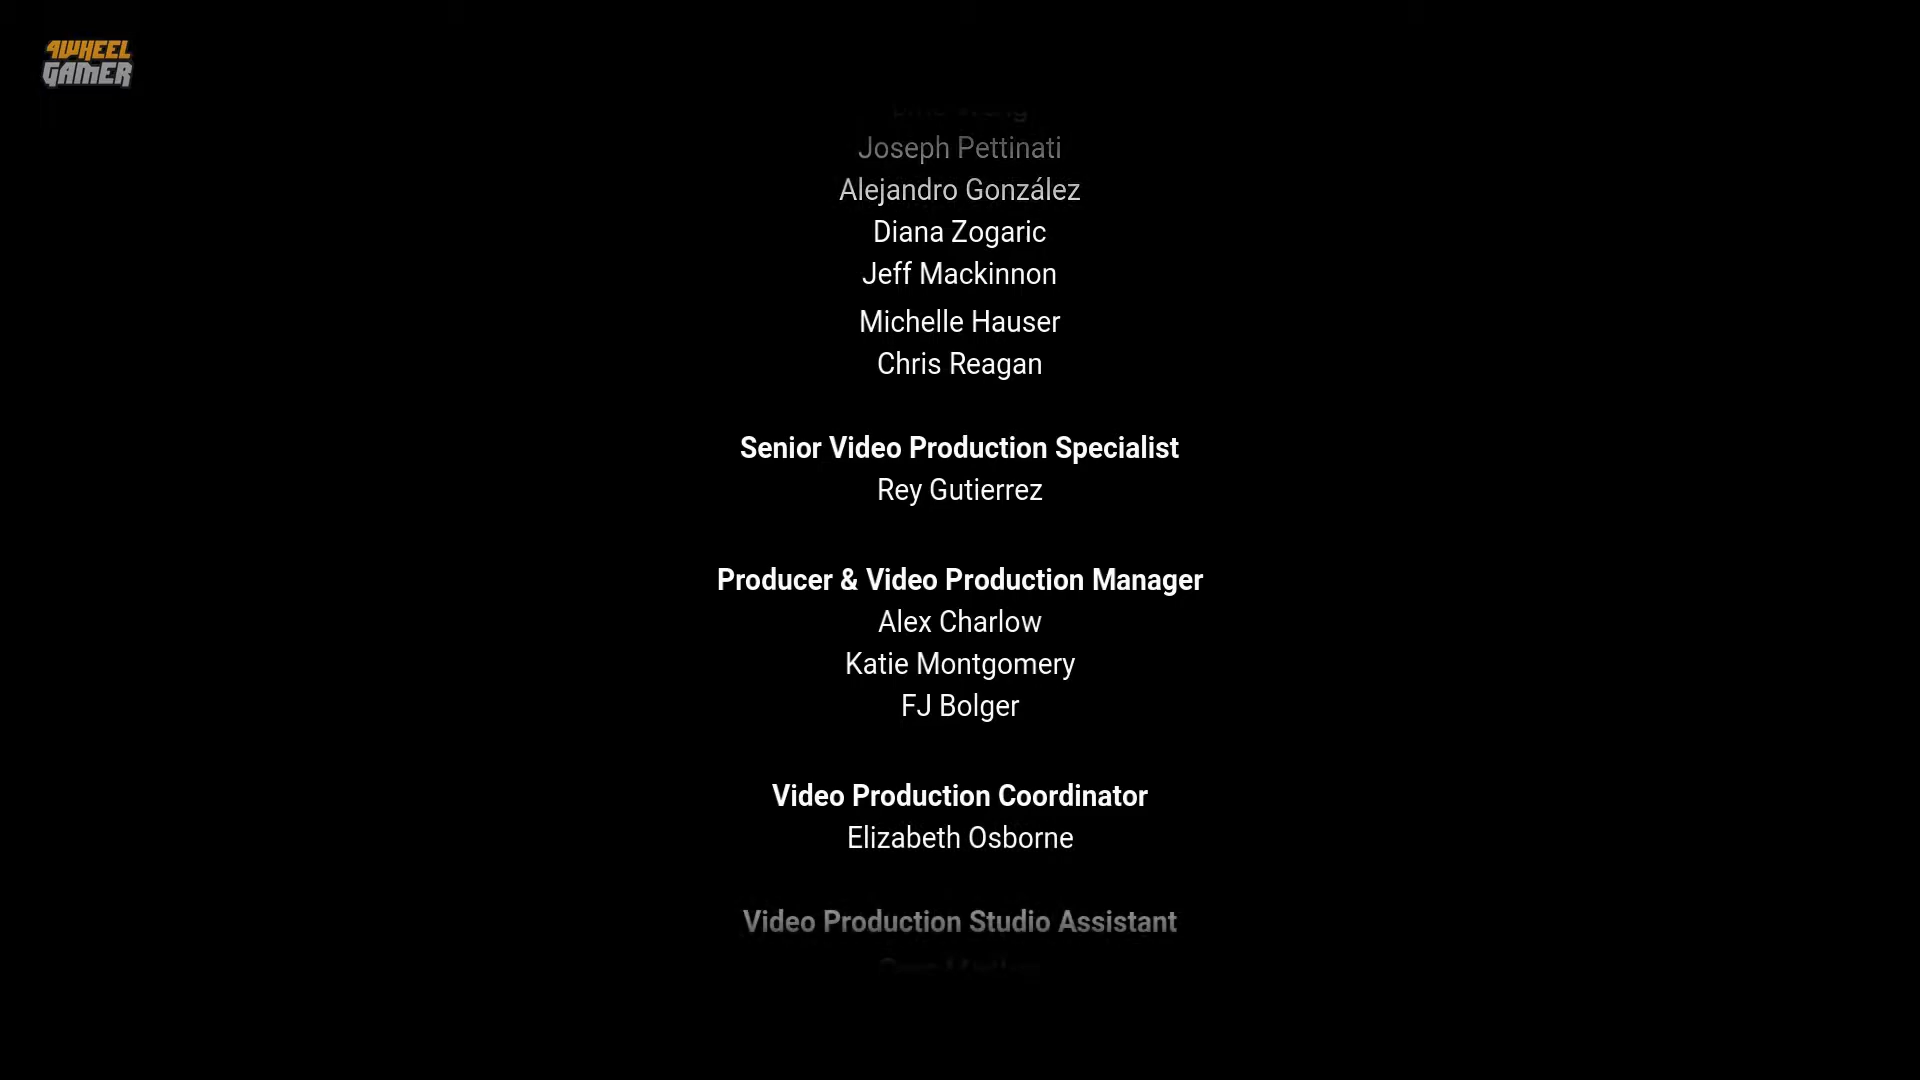 4WHEEL
GAMER
Joseph Pettinati
Alejandro González
Diana Zogaric
Jeff Mackinnon
Michelle Hauser
Chris Reagan
Senior Video Production Specialist
Rey Gutierrez
Producer & Video Production Manager
Alex Charlow
Katie Montgomery
FJ Bolger
Video Production Coordinator
Elizabeth Osborne
Video Production Studio Assistant